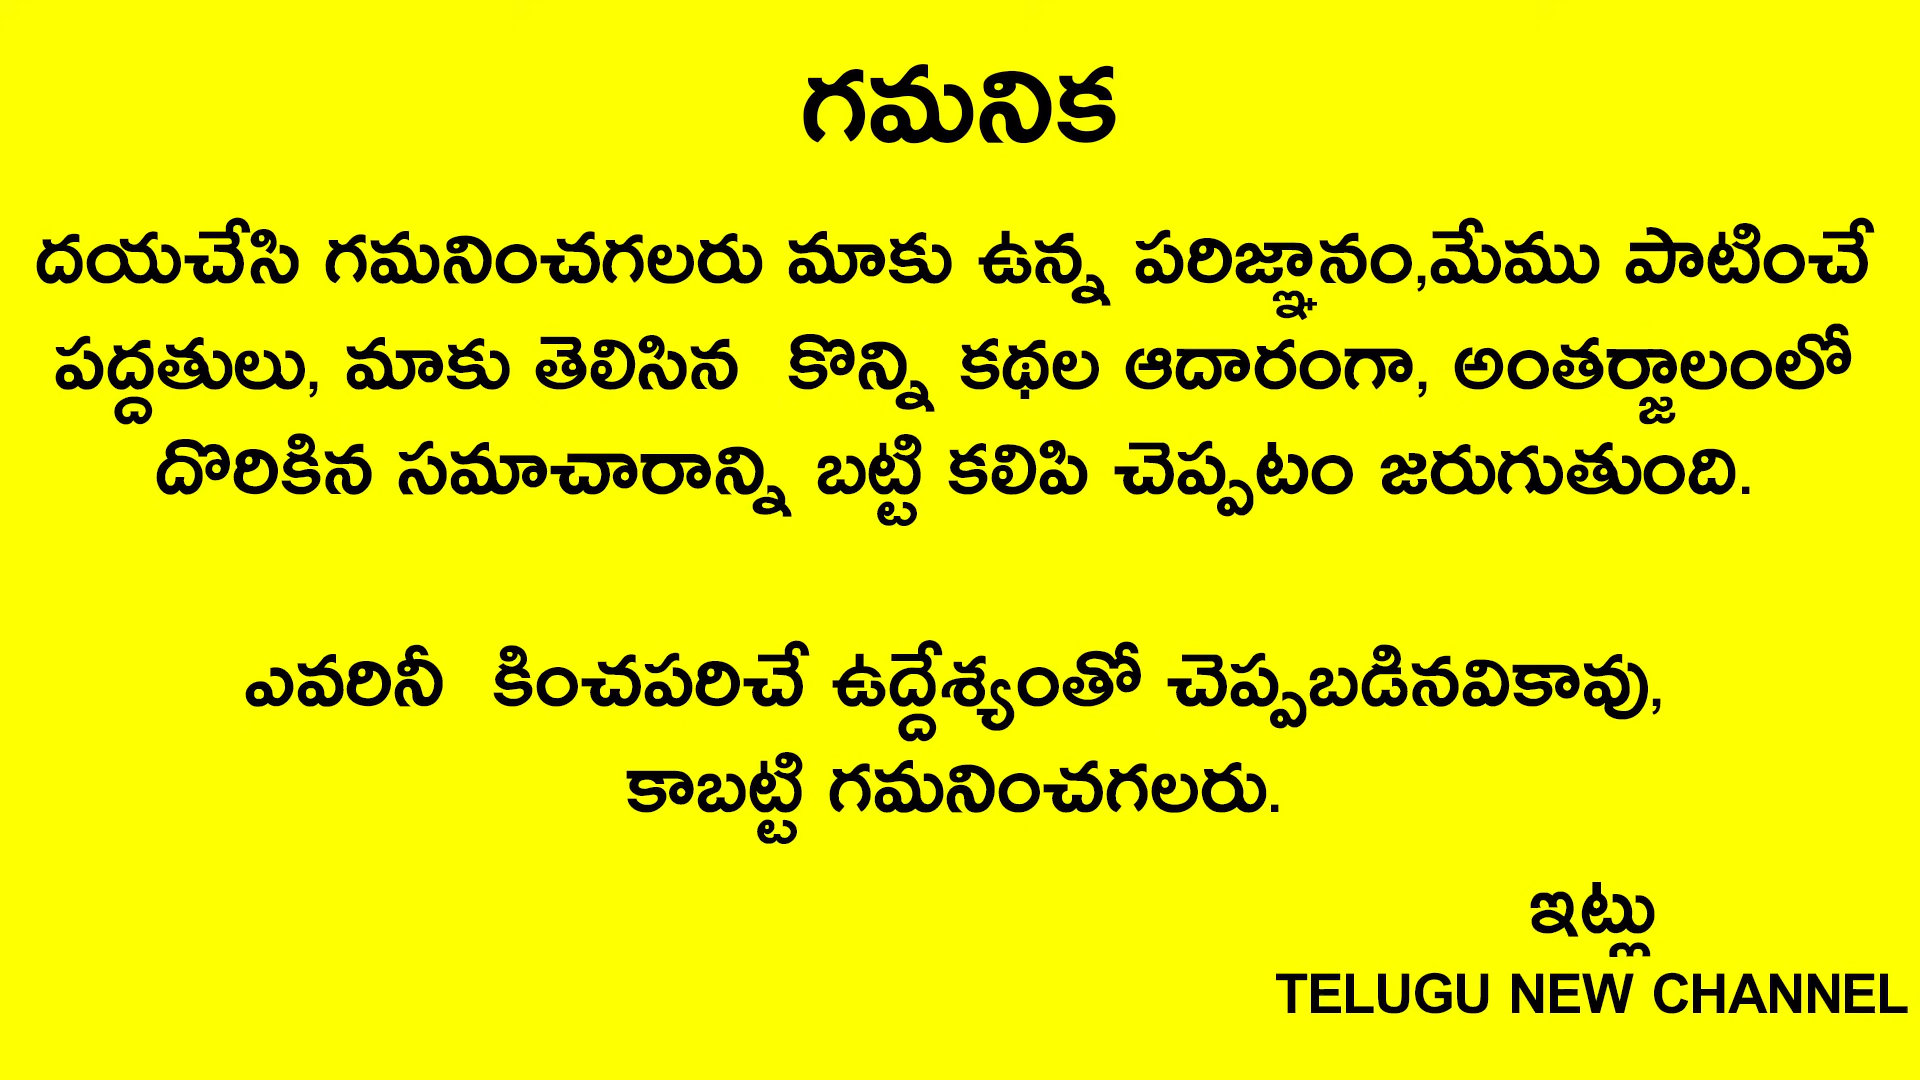 గమనిక
దయచేసి గమనించగలరు మాకు ఉన్న పరిజ్ఞానం,మేము పాటించే
పద్దతులు, మాకు తెలిసిన కొన్ని కథల ఆదారంగా, అంతర్జాలంలో
దొరికిన సమాచారాన్ని బట్టి కలిపి చెప్పటం జరుగుతుంది.
ఎవరినీ కించపరిచే ఉద్దేశ్యంతో చెప్పబడినవికావు,
కాబట్టి గమనించగలరు.
ఇట్లు
TELUGU NEW CHANNEL